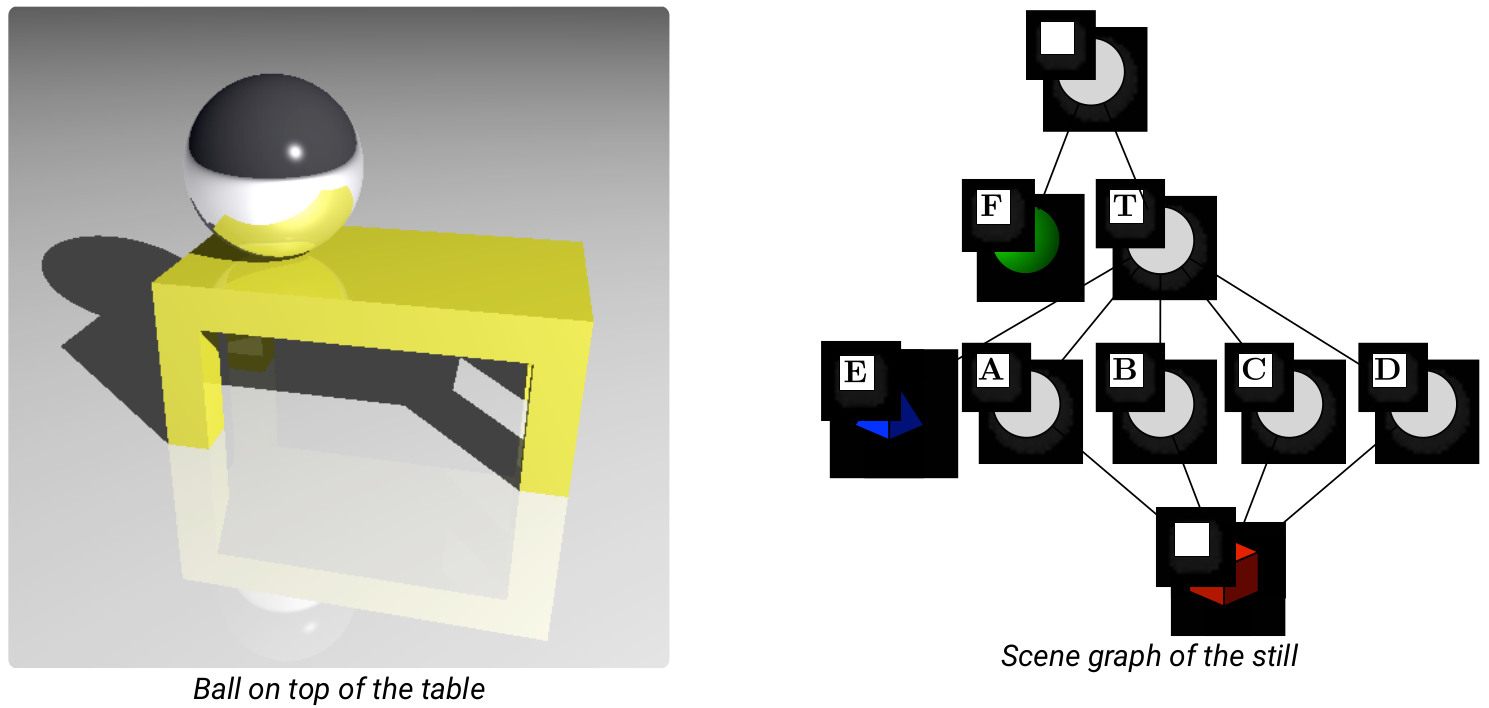 F
T
E
A
B
C
D
Ball on top of the table
Scene graph of the still